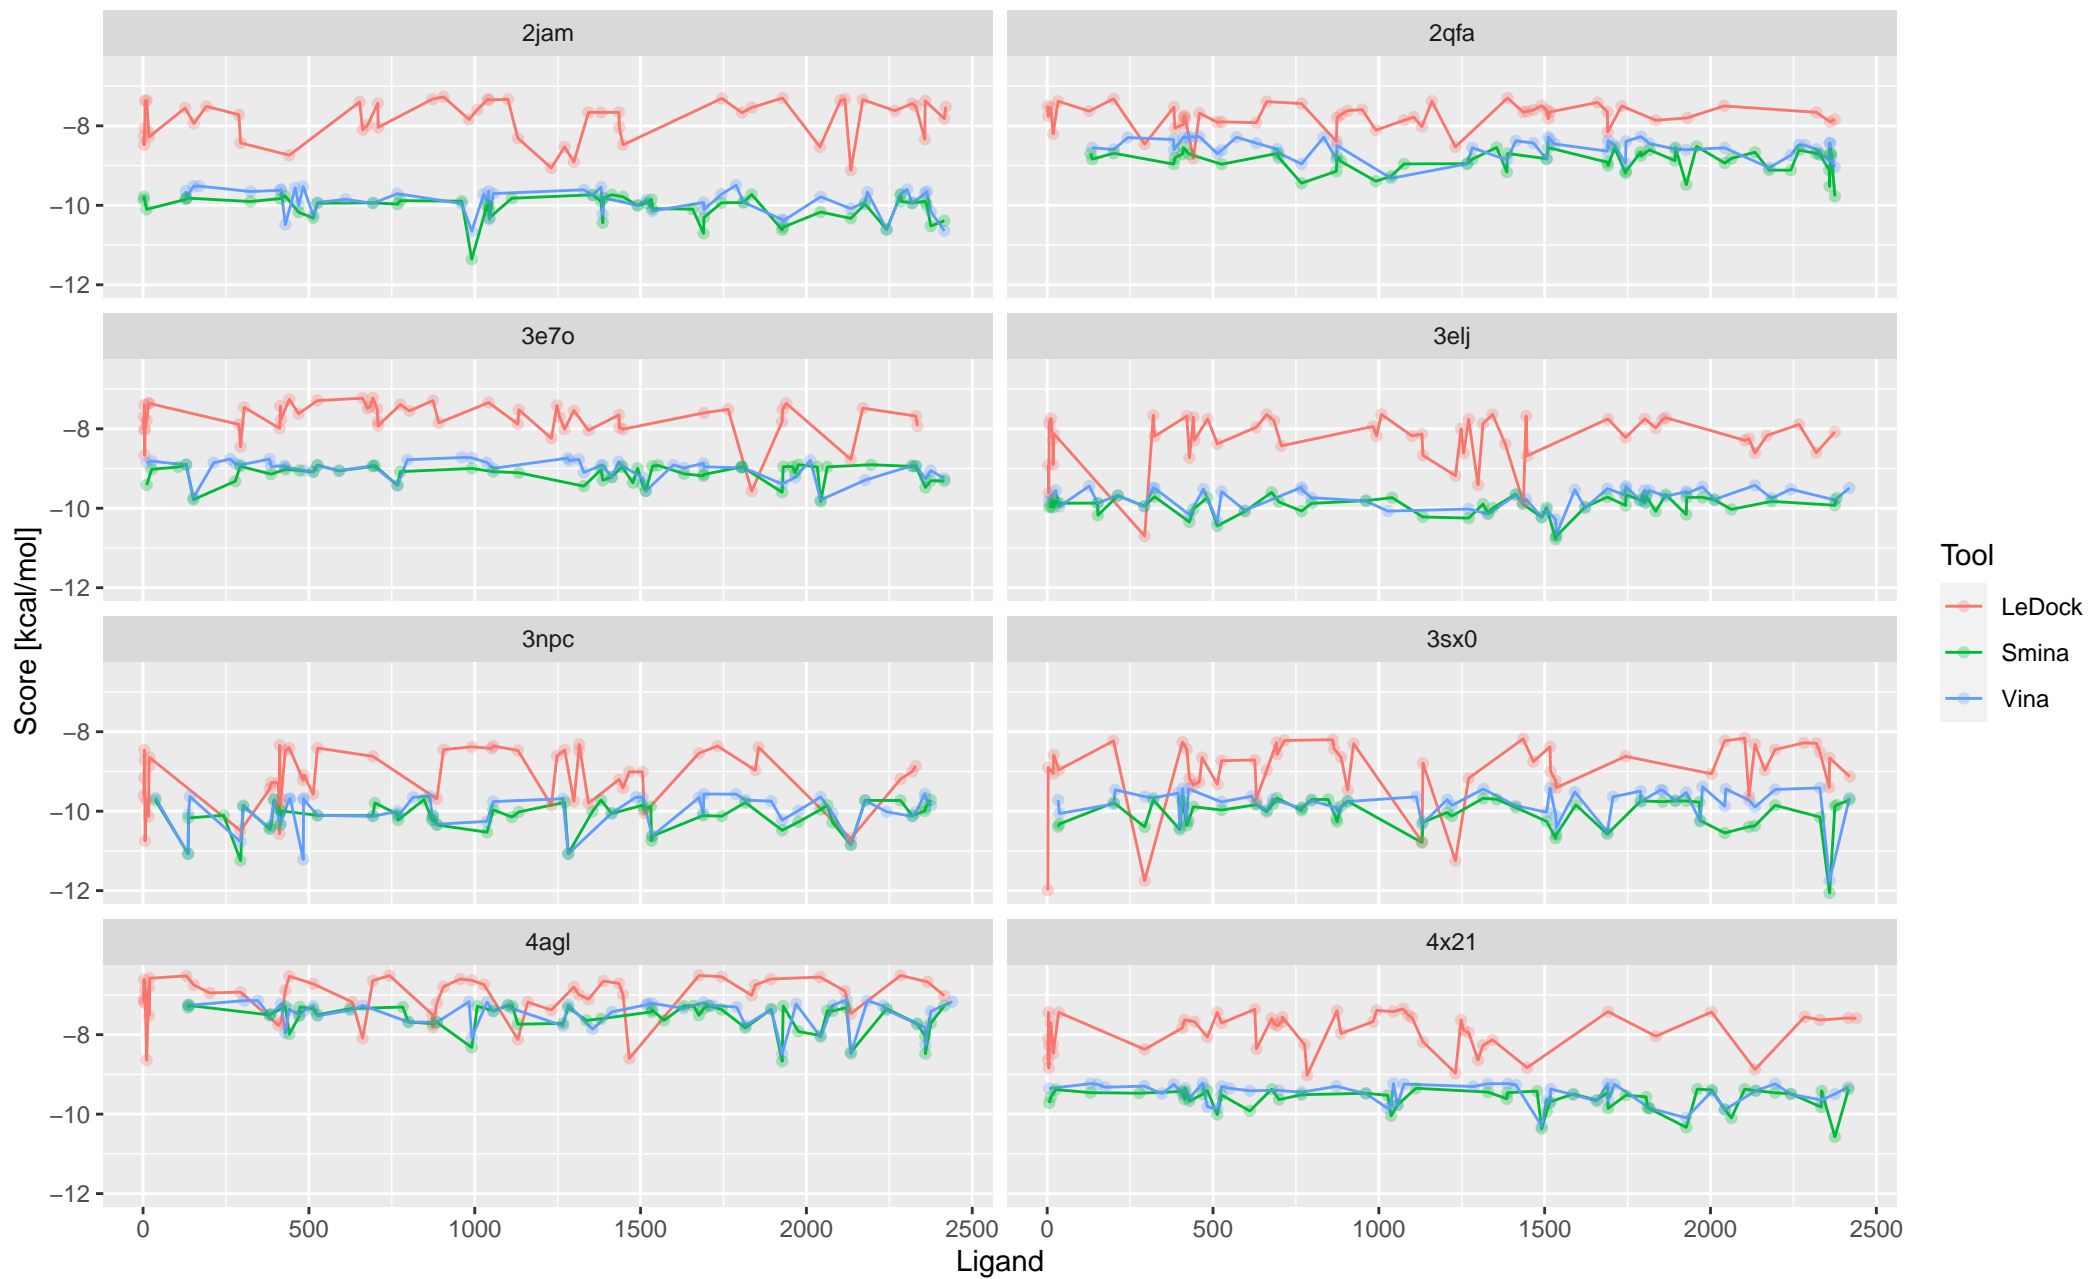 2jam
2qfa
−8
−10
−12
3e7o
3elj
−8
−10
−12
3npc
3sx0
−8
−10
−12
4agl
4x21
−8
−10
−12
0 500 1000 1500 2000 2500
0 500 1000 1500 2000 2500
Ligand
Score [kcal/mol]
Tool
LeDock
Smina
Vina